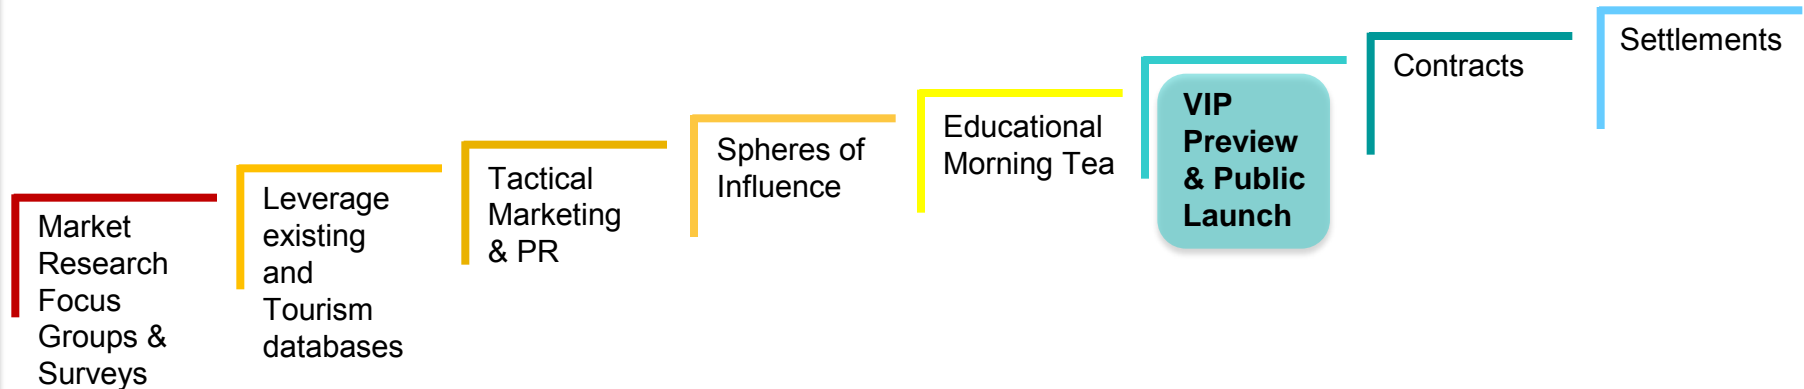 Market
Research
Focus
Groups &
Surveys
Leverage
existing
and
Tourism
databases
Tactical
Marketing
& PR
Spheres of
Influence
Educational
Morning Tea
VIP
Preview
& Public
Launch
Contracts
Settlements